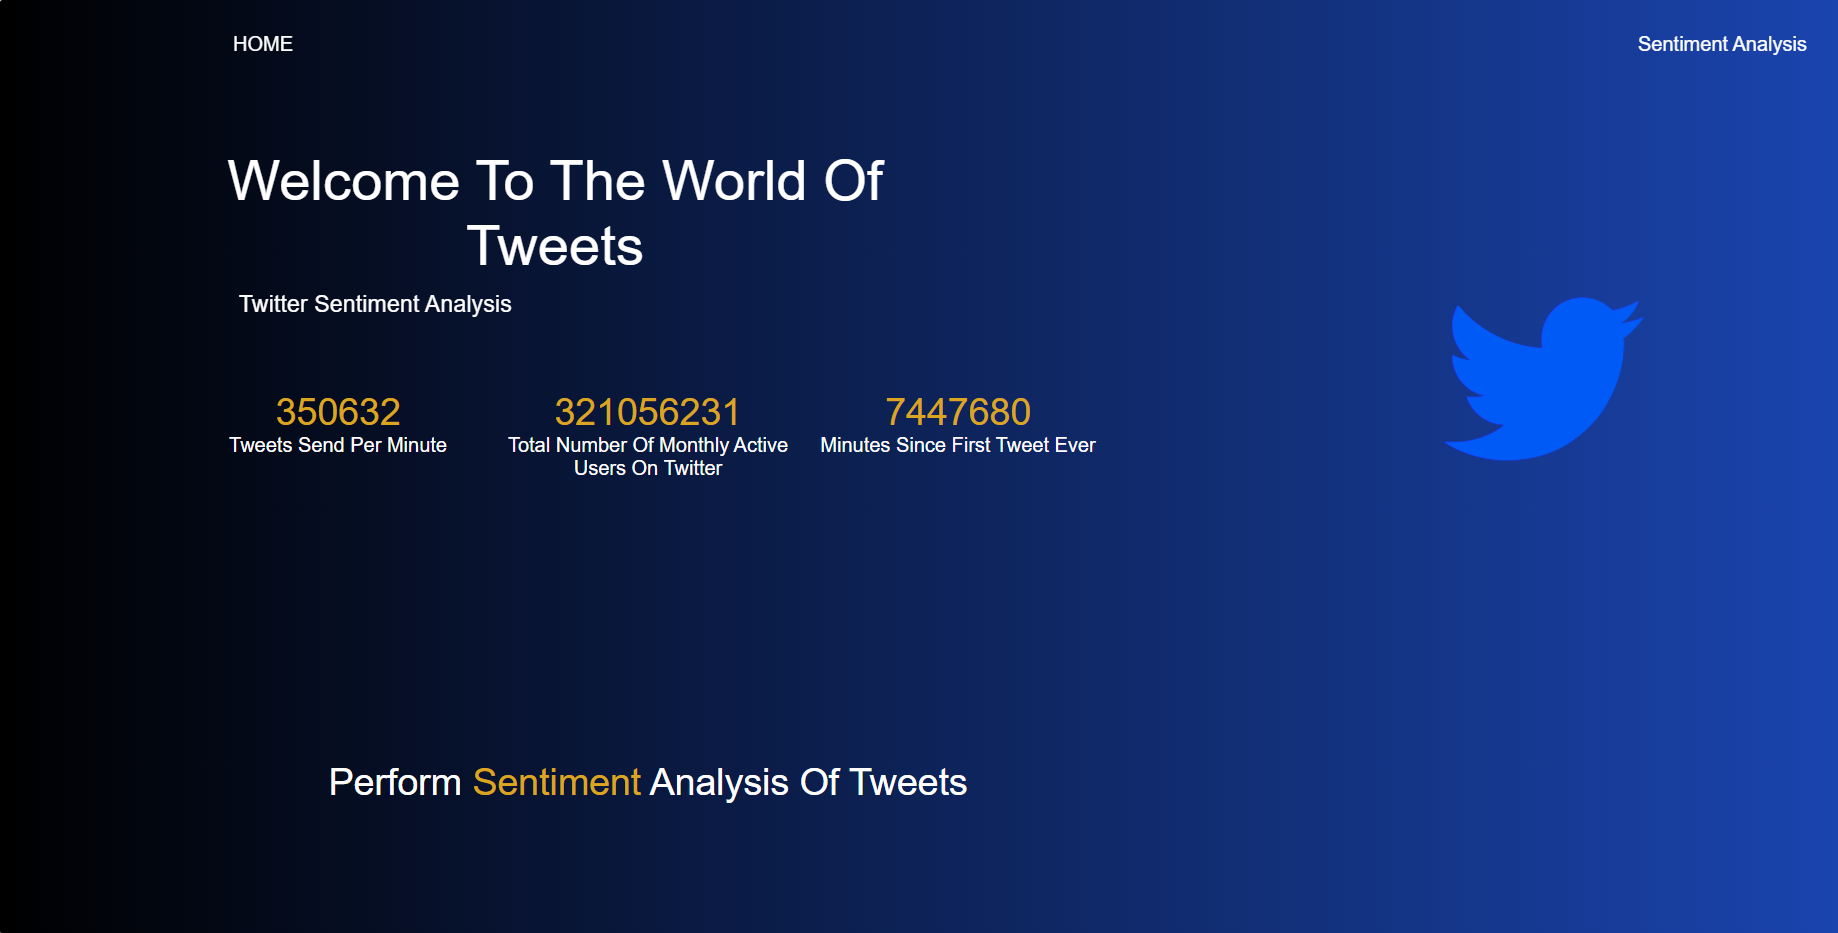 HOME
Sentiment Analysis
Welcome To The World Of
Tweets
Twitter Sentiment Analysis
350632
Tweets Send Per Minute
321056231
Total Number Of Monthly Active
Users On Twitter
7447680
Minutes Since First Tweet Ever
Perform Sentiment Analysis Of Tweets